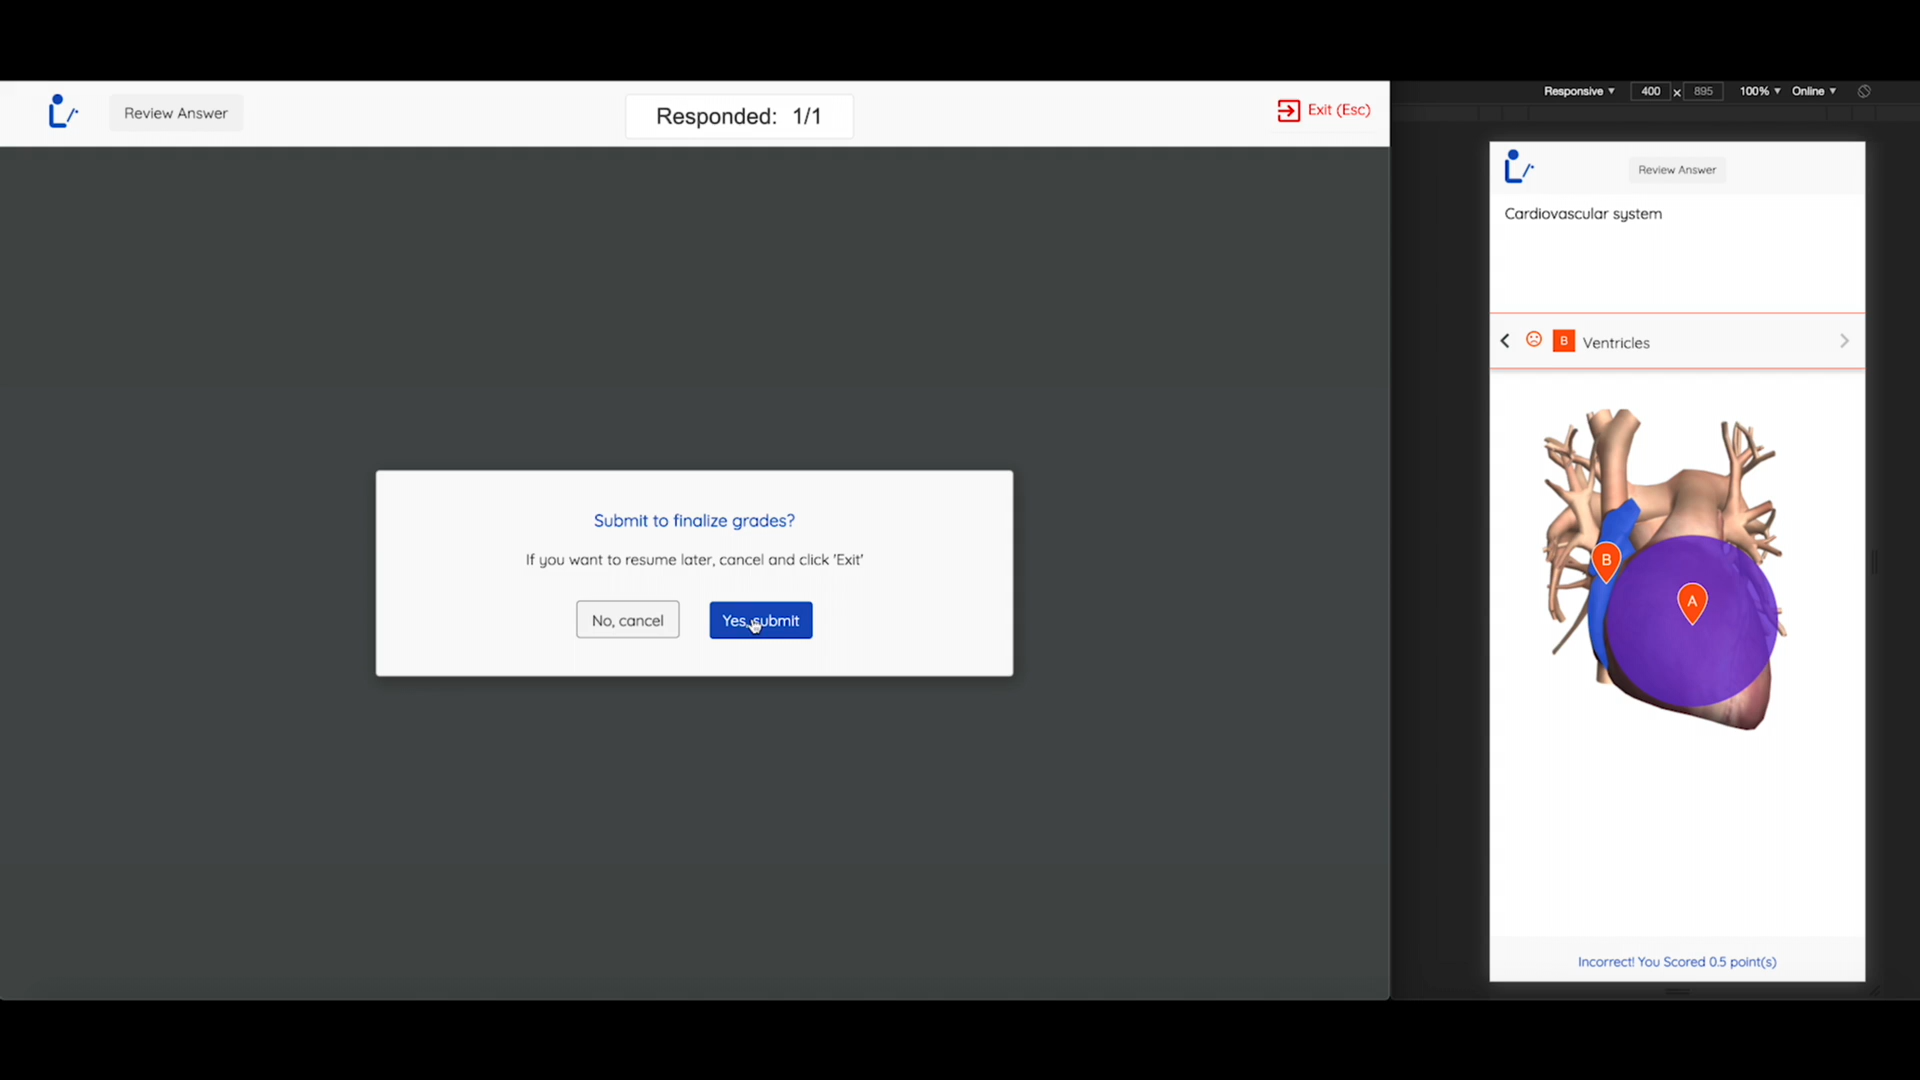 Review Answer
Responded: 1/1
Exit (Esc)
Submit to finalize grades?
If you want to resume later, cancel and click 'Exit'
No, cancel
Yes, submit
Responsive ▼ 400 x 895 100% ▼ Online ▼
Review Answer
Cardiovascular system
B Ventricles
B
A
Incorrect! You Scored 0.5 point(s)